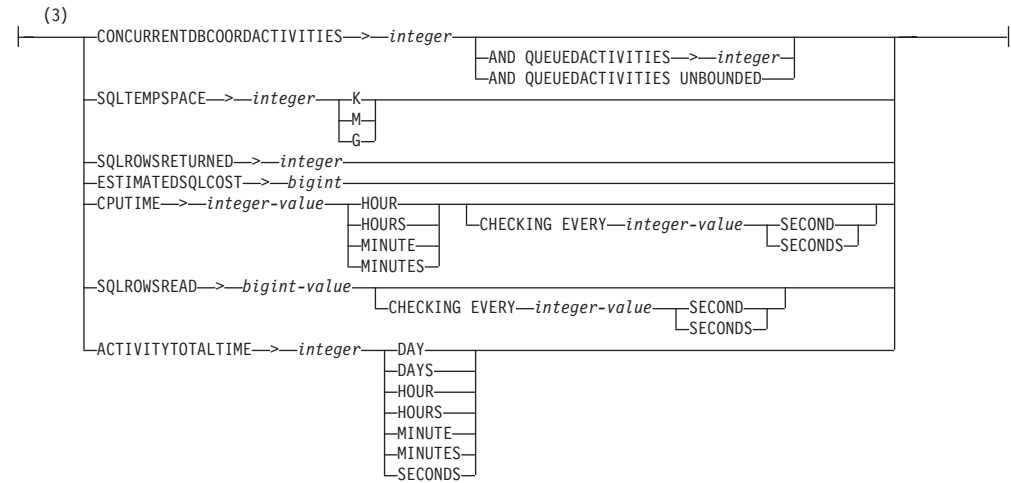 (3)
CONCURRENTDBCOORDACTIVITIES > integer
AND QUEUEDACTIVITIES > integer
AND QUEUEDACTIVITIES UNBOUNDED
SQLTEMPSPACE > integer K
M
G
SQLROWSRETURNED > integer
ESTIMATEDSQLCOST > bigint
CPUTIME > integer-value HOUR
HOURS CHECKING EVERY integer-value SECOND
MINUTE SECONDS
MINUTES
SQLROWSREAD > bigint-value
CHECKING EVERY integer-value SECOND
SECONDS
ACTIVITYTOTALTIME > integer DAY
DAYS
HOUR
HOURS
MINUTE
MINUTES
SECONDS